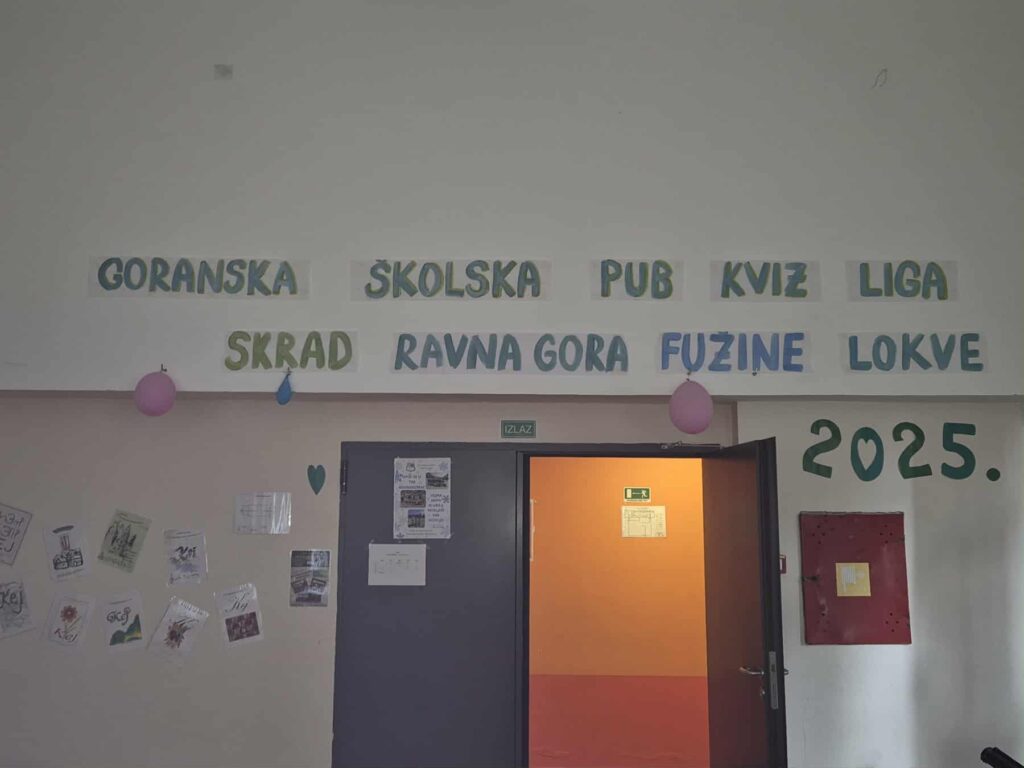 GORANSKA ŠKOLSKA PUB KVIZ LIGA
SKRAD RAVNA GORA FUŽINE LOKVE
IZLAZ
2025.